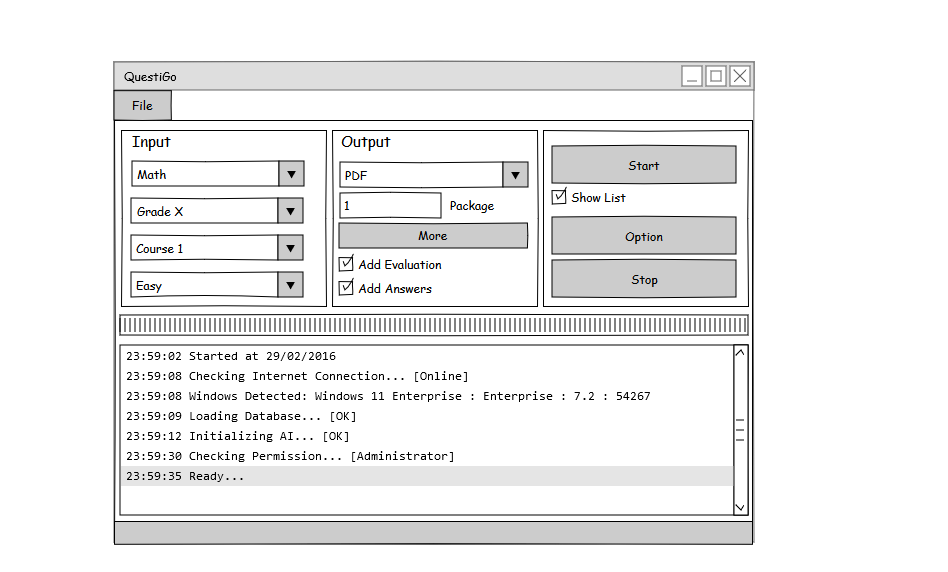 QuestiGo
File
Input
Math
Grade X
Course 1
Easy
Output
PDF
1 Package
More
Add Evaluation
Add Answers
Start
Show List
Option
Stop
23:59:02 Started at 29/02/2016
23:59:08 Checking Internet Connection... [Online]
23:59:08 Windows Detected: Windows 11 Enterprise : Enterprise : 7.2 : 54267
23:59:09 Loading Database... [OK]
23:59:12 Initializing AI... [OK]
23:59:30 Checking Permission... [Administrator]
23:59:35 Ready...